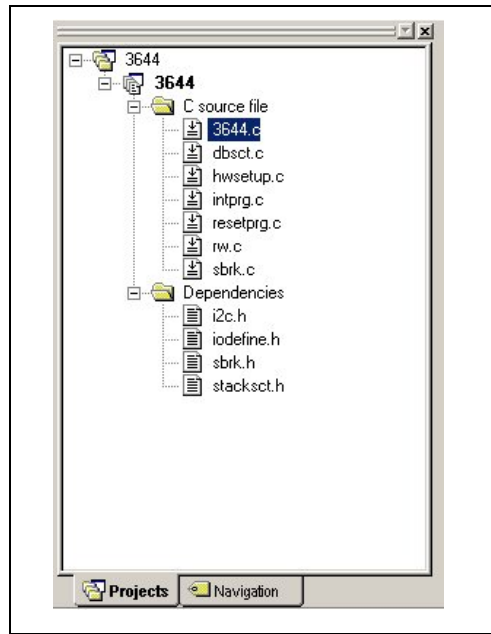 3644
3644
C source file
3644.c
dbsct.c
hwsetup.c
intprg.c
resetprg.c
rw.c
sbrk.c
Dependencies
i2c.h
iodefine.h
sbrk.h
stacksct.h
Projects Navigation